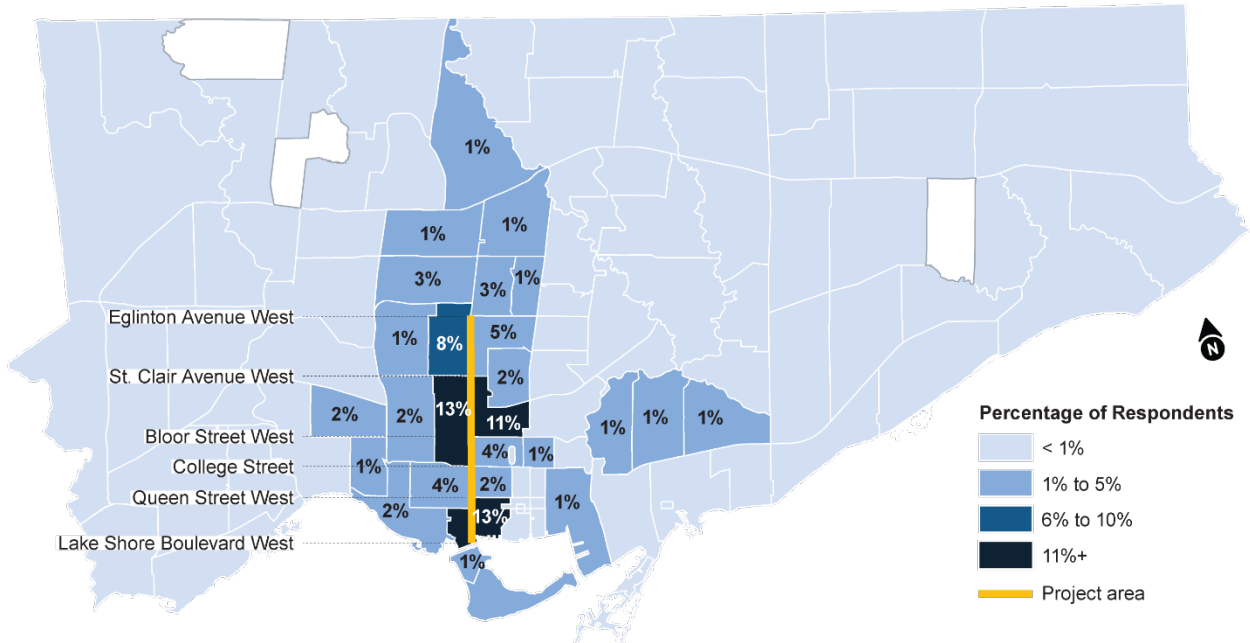 1%
1%
1%
3%
3%
1%
Eglinton Avenue West
1%
8%
5%
St. Clair Avenue West
2%
2%
2%
13%
11%
Bloor Street West
1%
1%
1%
College Street
1%
4%
1%
Queen Street West
4%
2%
2%
13%
1%
Lake Shore Boulevard West
1%
N
Percentage of Respondents
< 1%
1% to 5%
6% to 10%
11%+
Project area